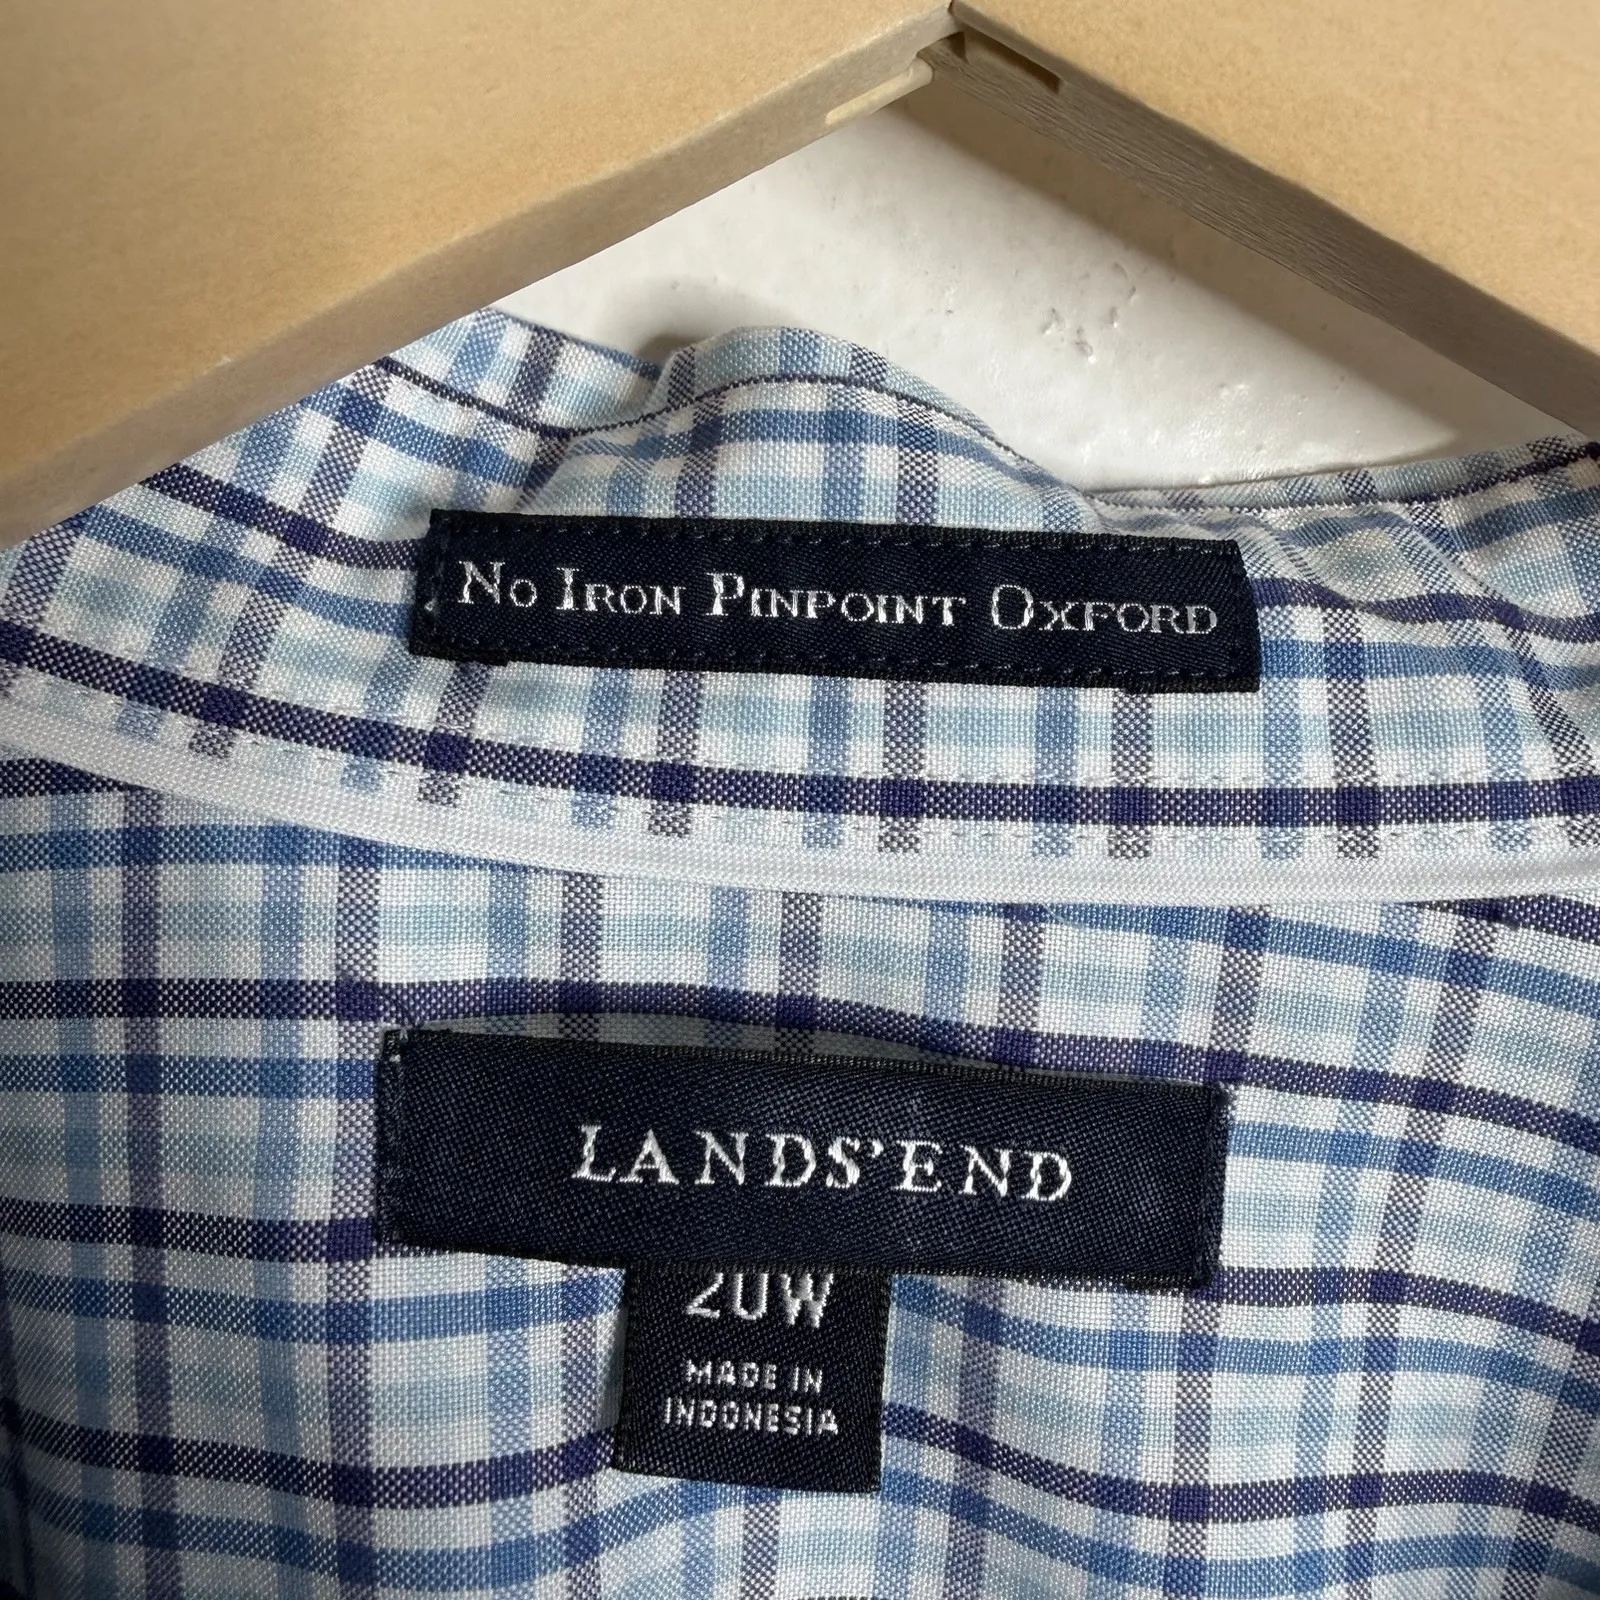 No Iron Pinpoint Oxford
LANDS'END
20W
MADE IN
INDONESIA